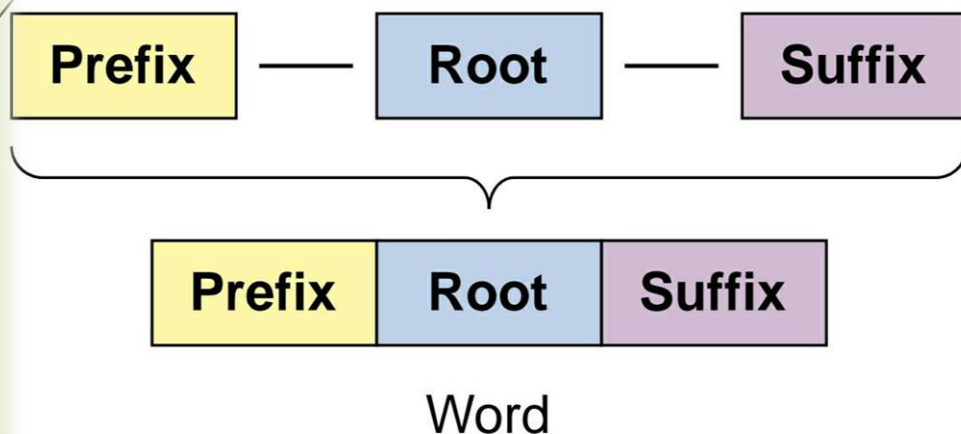 Prefix — Root — Suffix
Prefix Root Suffix
Word